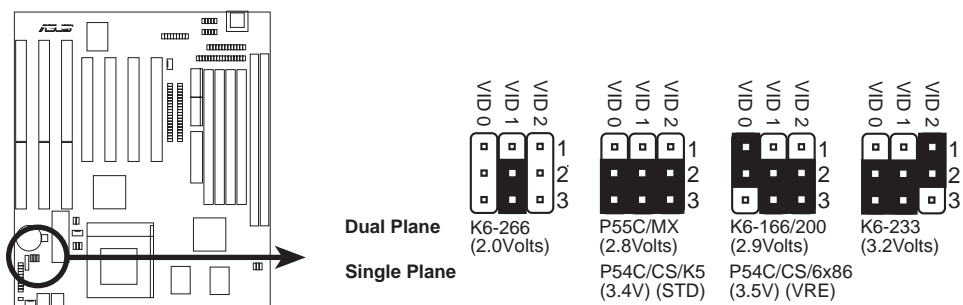 ASUS
VID 0 VID 1 VID 2 VID 0 VID 1 VID 2 VID 0 VID 1 VID 2 VID 0 VID 1 VID 2
1 1 1 1
2 2 2 2
3 3 3 3
Dual Plane K6-266 P55C/MX K6-166/200 K6-233
(2.0Volts) (2.8Volts) (2.9Volts) (3.2Volts)
Single Plane P54C/CS/K5 P54C/CS/6x86
(3.4V) (STD) (3.5V) (VRE)